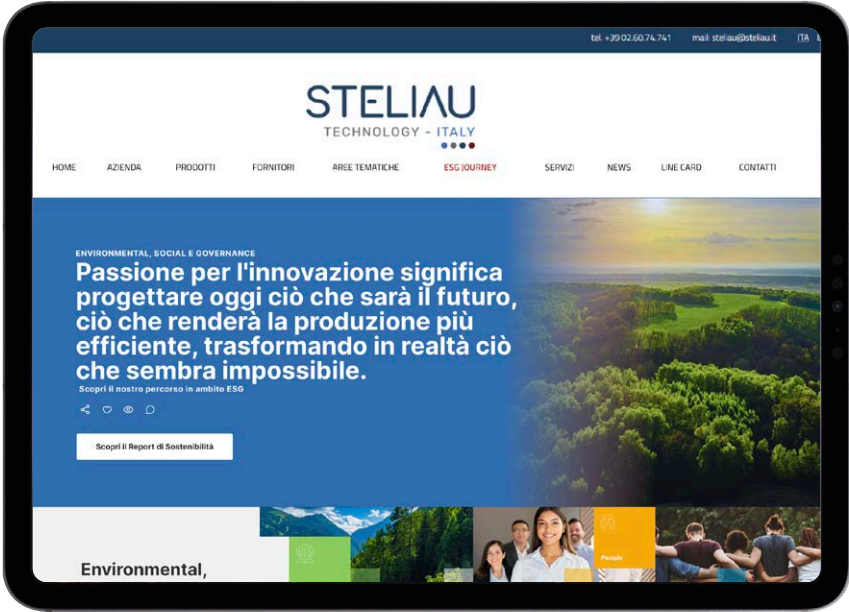 tel. +39 02.60.74.741 mail: steliau@steliau.it ITA
STELIAU
TECHNOLOGY - ITALY
HOME AZIENDA PRODOTTI FORNITORI AREE TEMATICHE ESG JOURNEY SERVIZI NEWS LINE CARD CONTATTI
ENVIRONMENTAL, SOCIAL E GOVERNANCE
Passione per l'innovazione significa
progettare oggi ciò che sarà il futuro,
ciò che renderà la produzione più
efficiente, trasformando in realtà ciò
che sembra impossibile.
Scopri il nostro percorso in ambito ESG
Scopri il Report di Sostenibilità
Environmental,
People